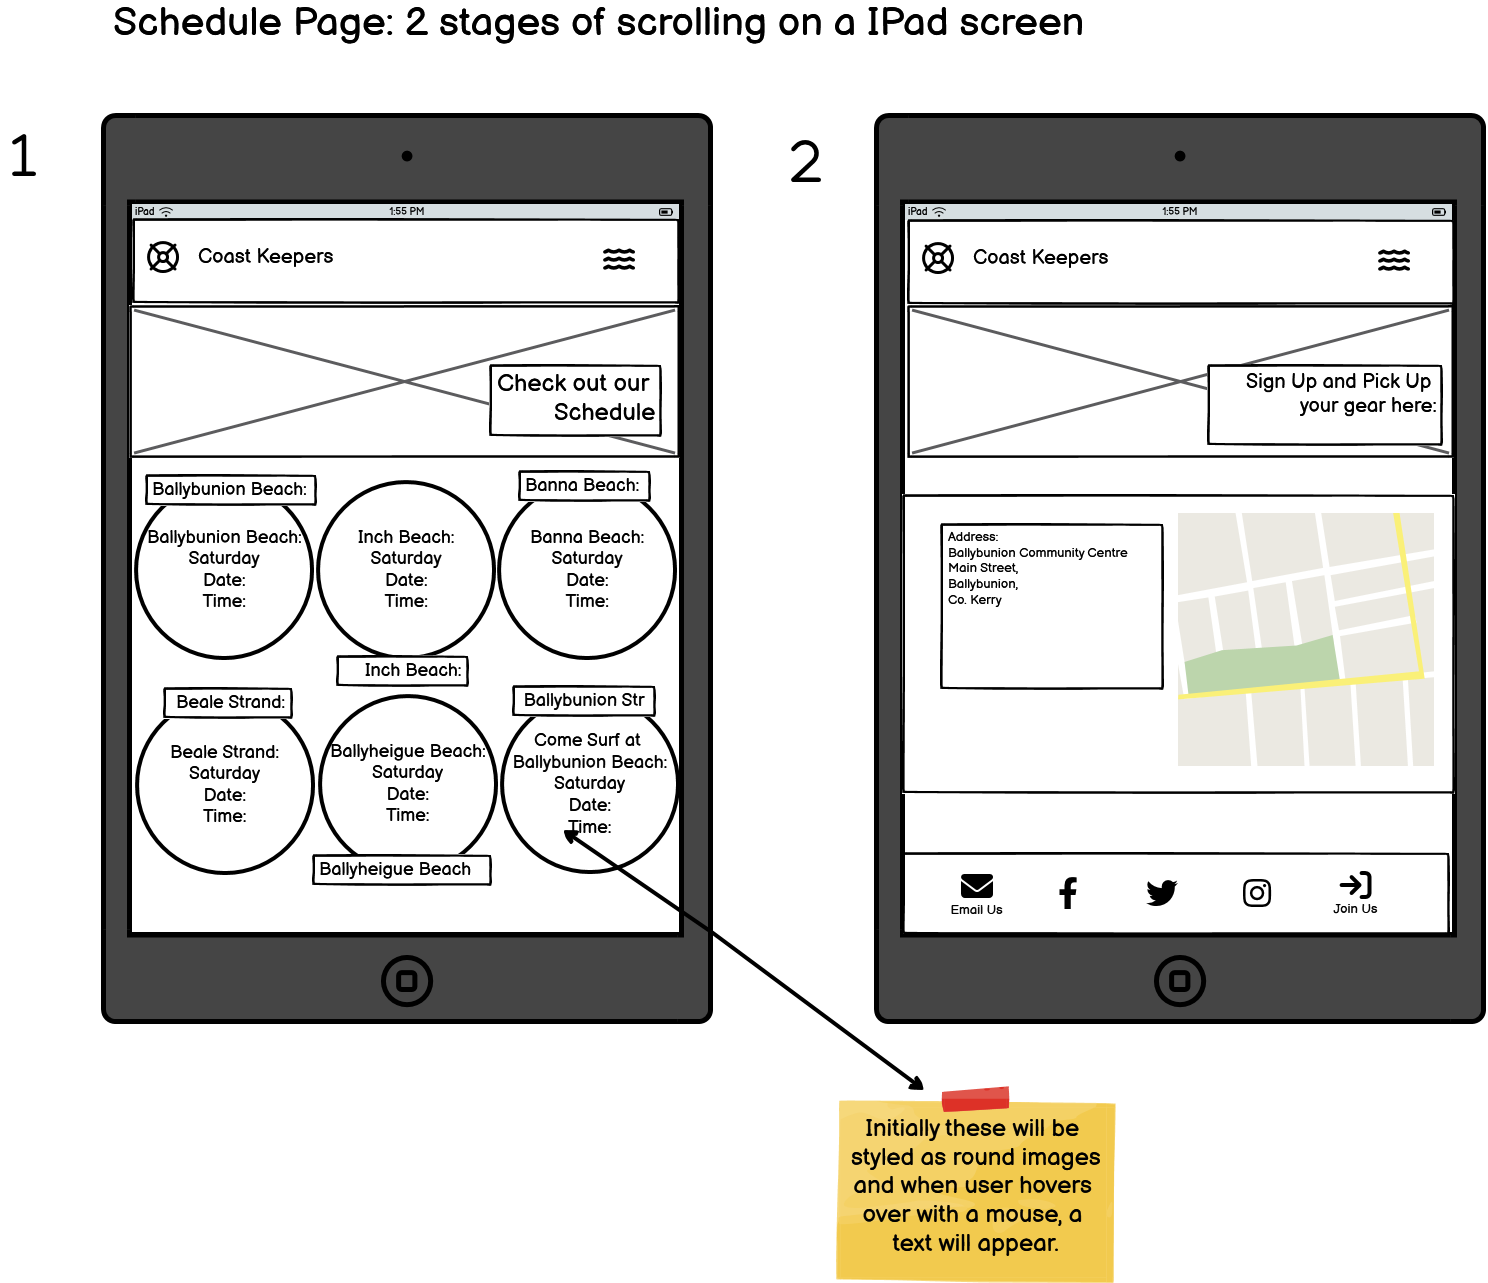 Schedule Page: 2 stages of scrolling on a IPad screen
1
iPad
1:55 PM
Coast Keepers
Check out our
Schedule
Ballybunion Beach:
Ballybunion Beach:
Saturday
Date:
Time:
Inch Beach:
Saturday
Date:
Time:
Inch Beach:
Banna Beach:
Banna Beach:
Saturday
Date:
Time:
Beale Strand:
Beale Strand:
Saturday
Date:
Time:
Ballyheigue Beach:
Saturday
Date:
Time:
Ballyheigue Beach
Ballybunion Str
Come Surf at
Ballybunion Beach:
Saturday
Date:
Time:
2
iPad
1:55 PM
Coast Keepers
Sign Up and Pick Up
your gear here:
Address:
Ballybunion Community Centre
Main Street,
Ballybunion,
Co. Kerry
Email Us
Join Us
Initially these will be
styled as round images
and when user hovers
over with a mouse, a
text will appear.